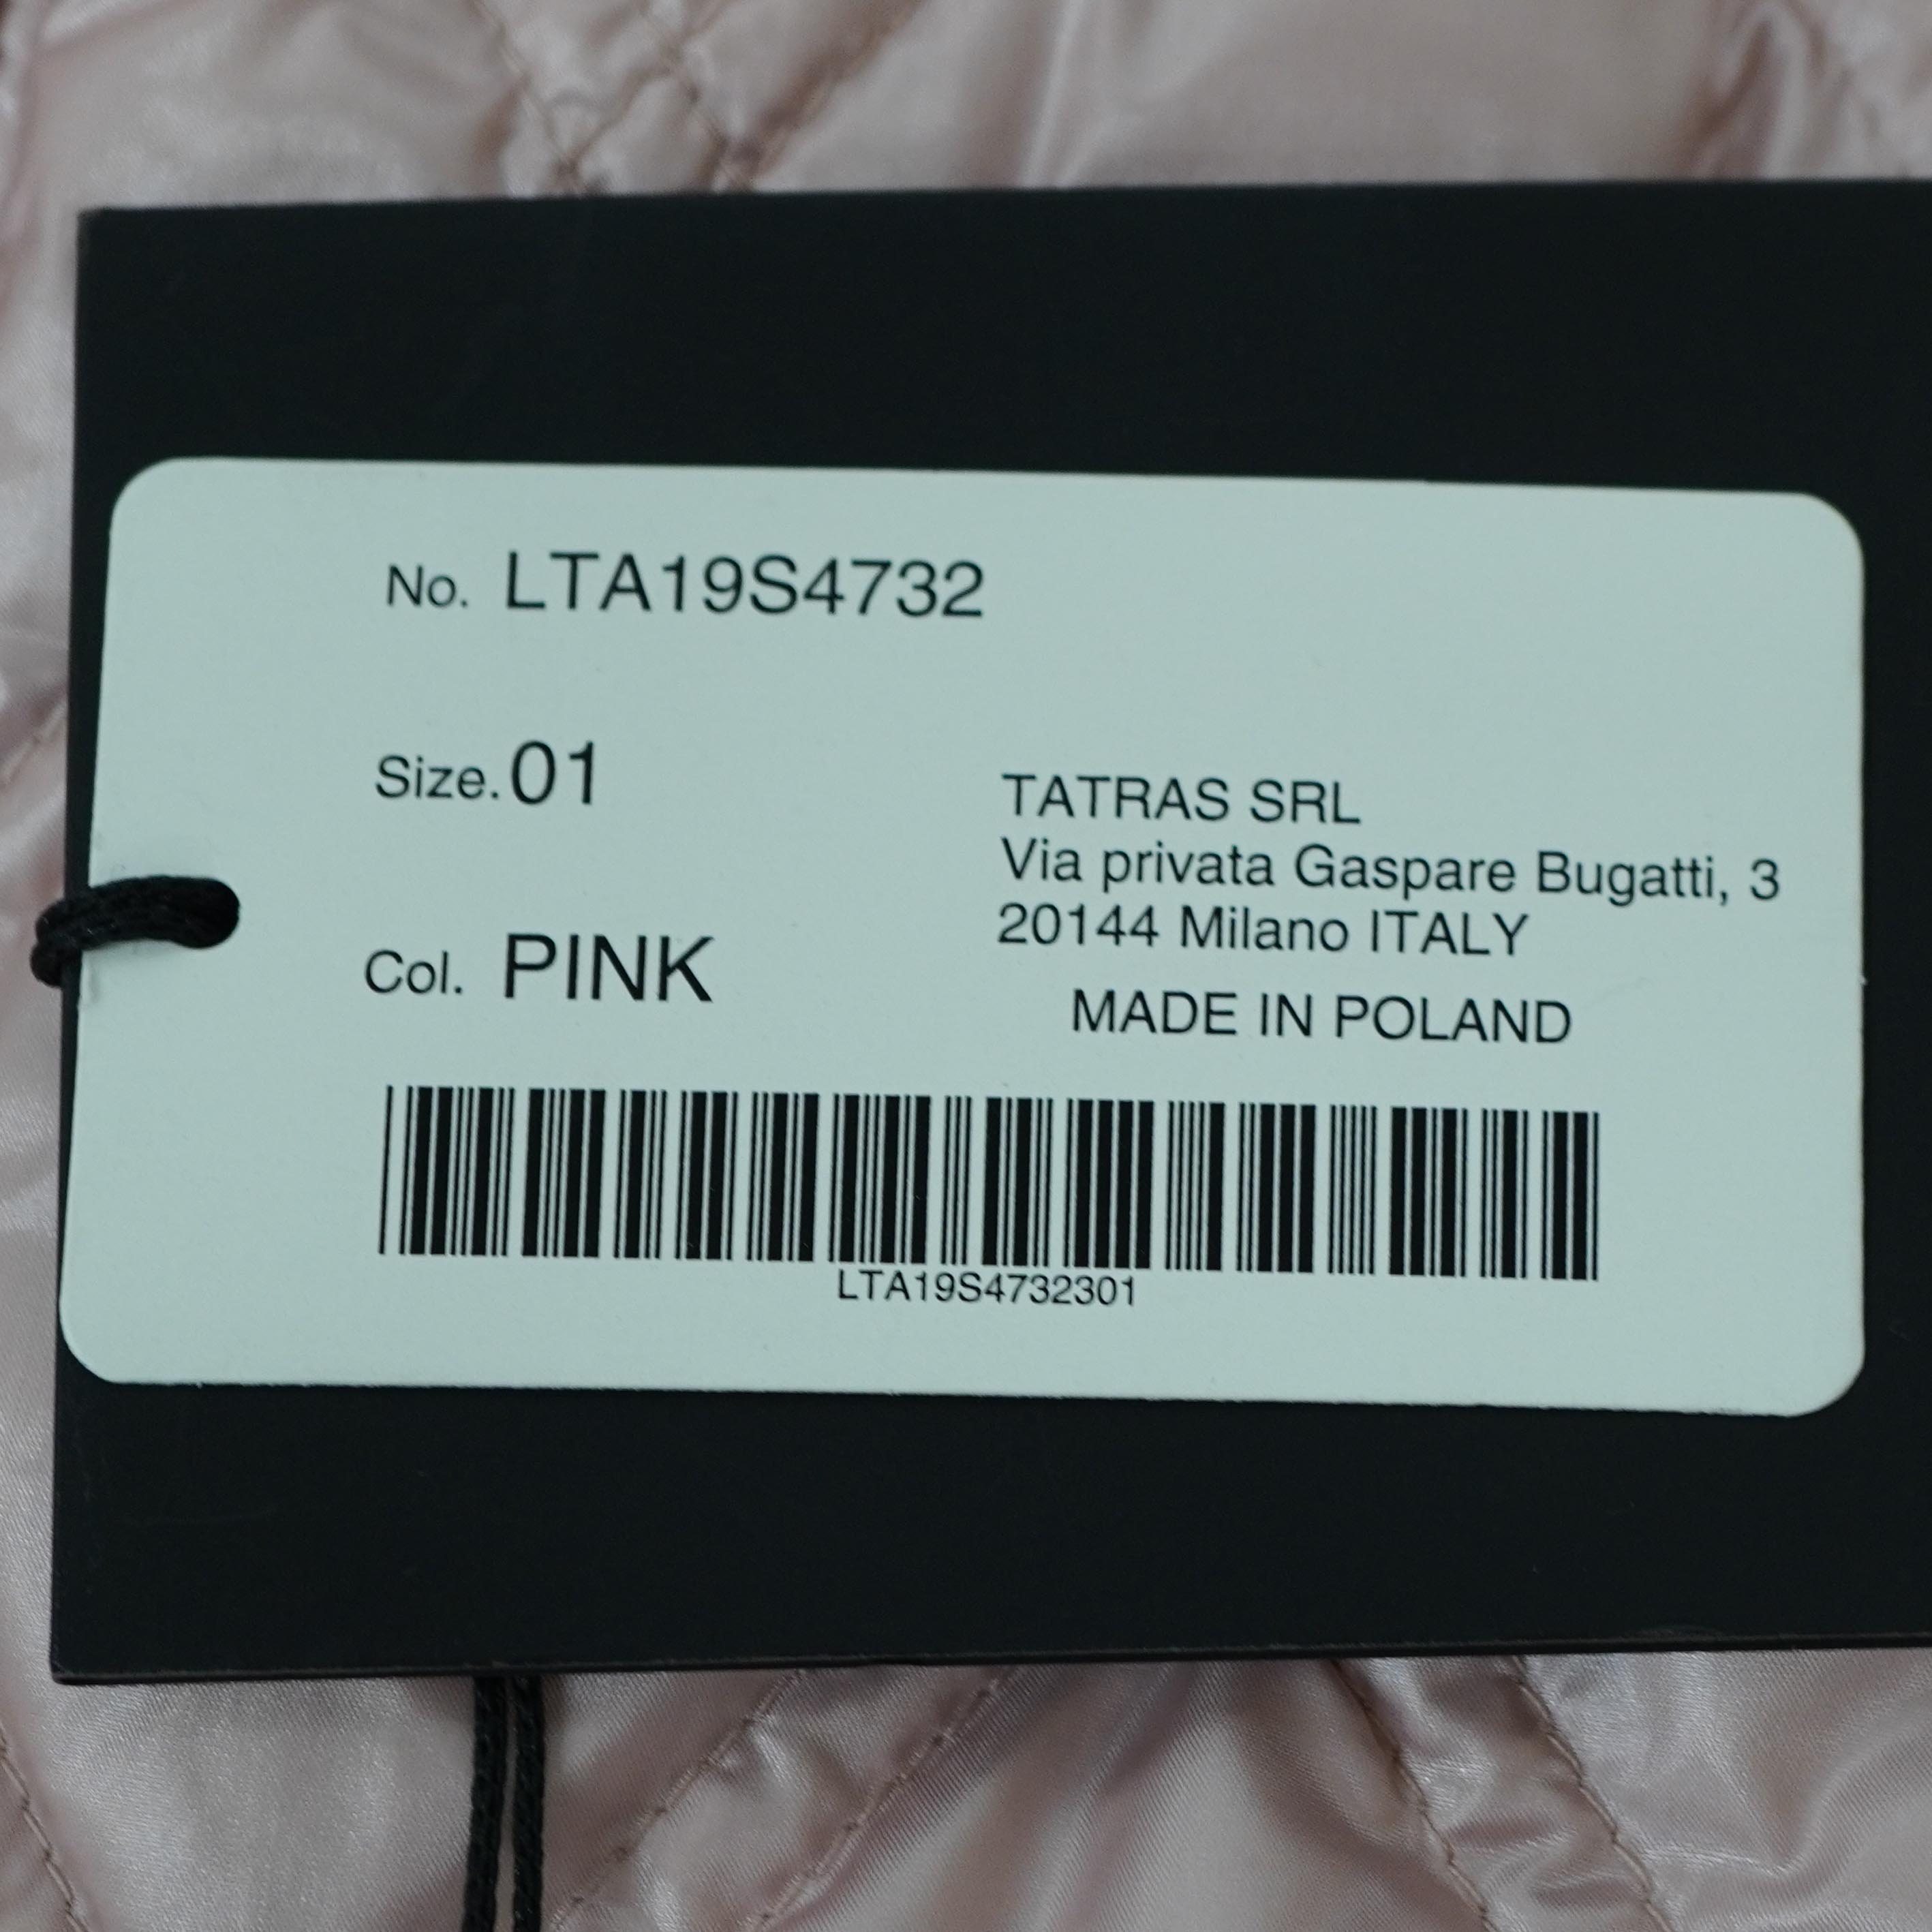 No. LTA19S4732
Size. 01
Col. PINK
TATRAS SRL
Via privata Gaspare Bugatti, 3
20144 Milano ITALY
MADE IN POLAND
LTA19S4732301